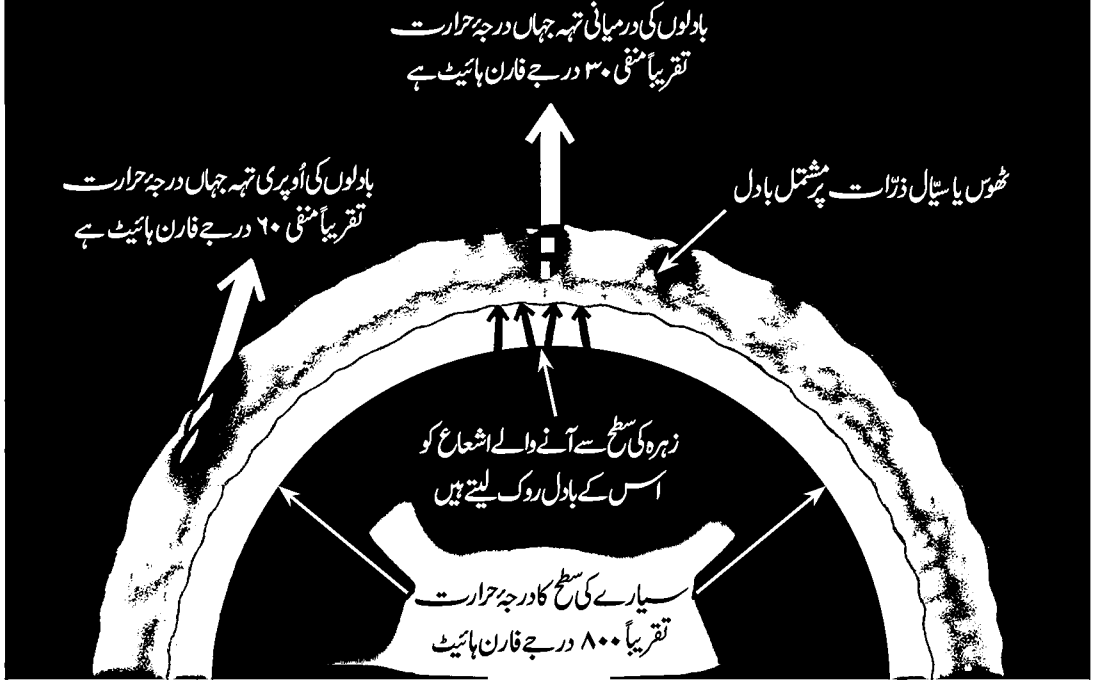 بادلوں کی درمیانی تہہ جہاں درجۂ حرارت
تقریباً منفی ۳۰ درجے فارن ہائیٹ ہے
ٹھوس یا سیّال ذرّات پر مشتمل بادل
بادلوں کی اُوپری تہہ جہاں درجۂ حرارت
تقریباً منفی ۶۰ درجے فارن ہائیٹ ہے
زہرہ کی سطح سے آنے والے اشعاع کو
اس کے بادل روک لیتے ہیں
سیارے کی سطح کا درجۂ حرارت
تقریباً ۸۰۰ درجے فارن ہائیٹ